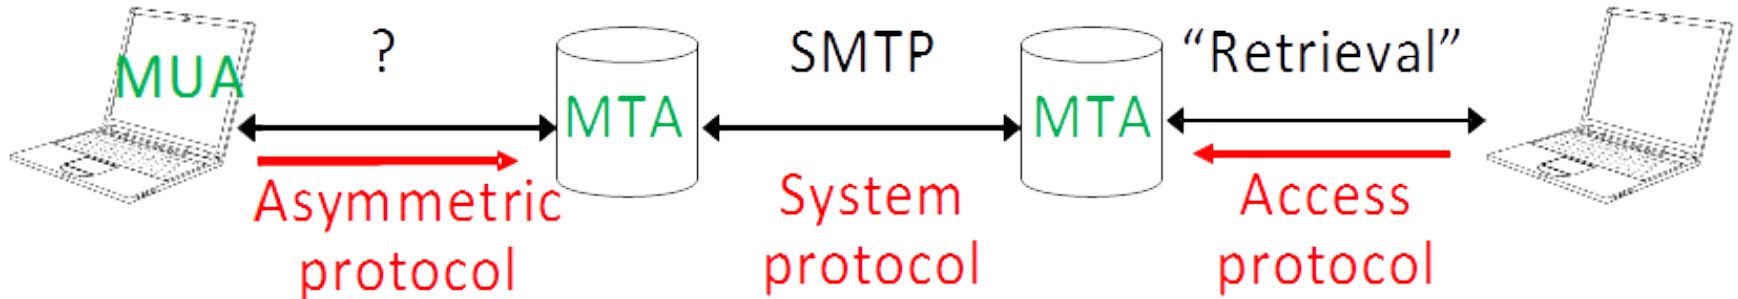 ? SMTP “Retrieval”
MUA MTA MTA
Asymmetric System Access
protocol protocol protocol